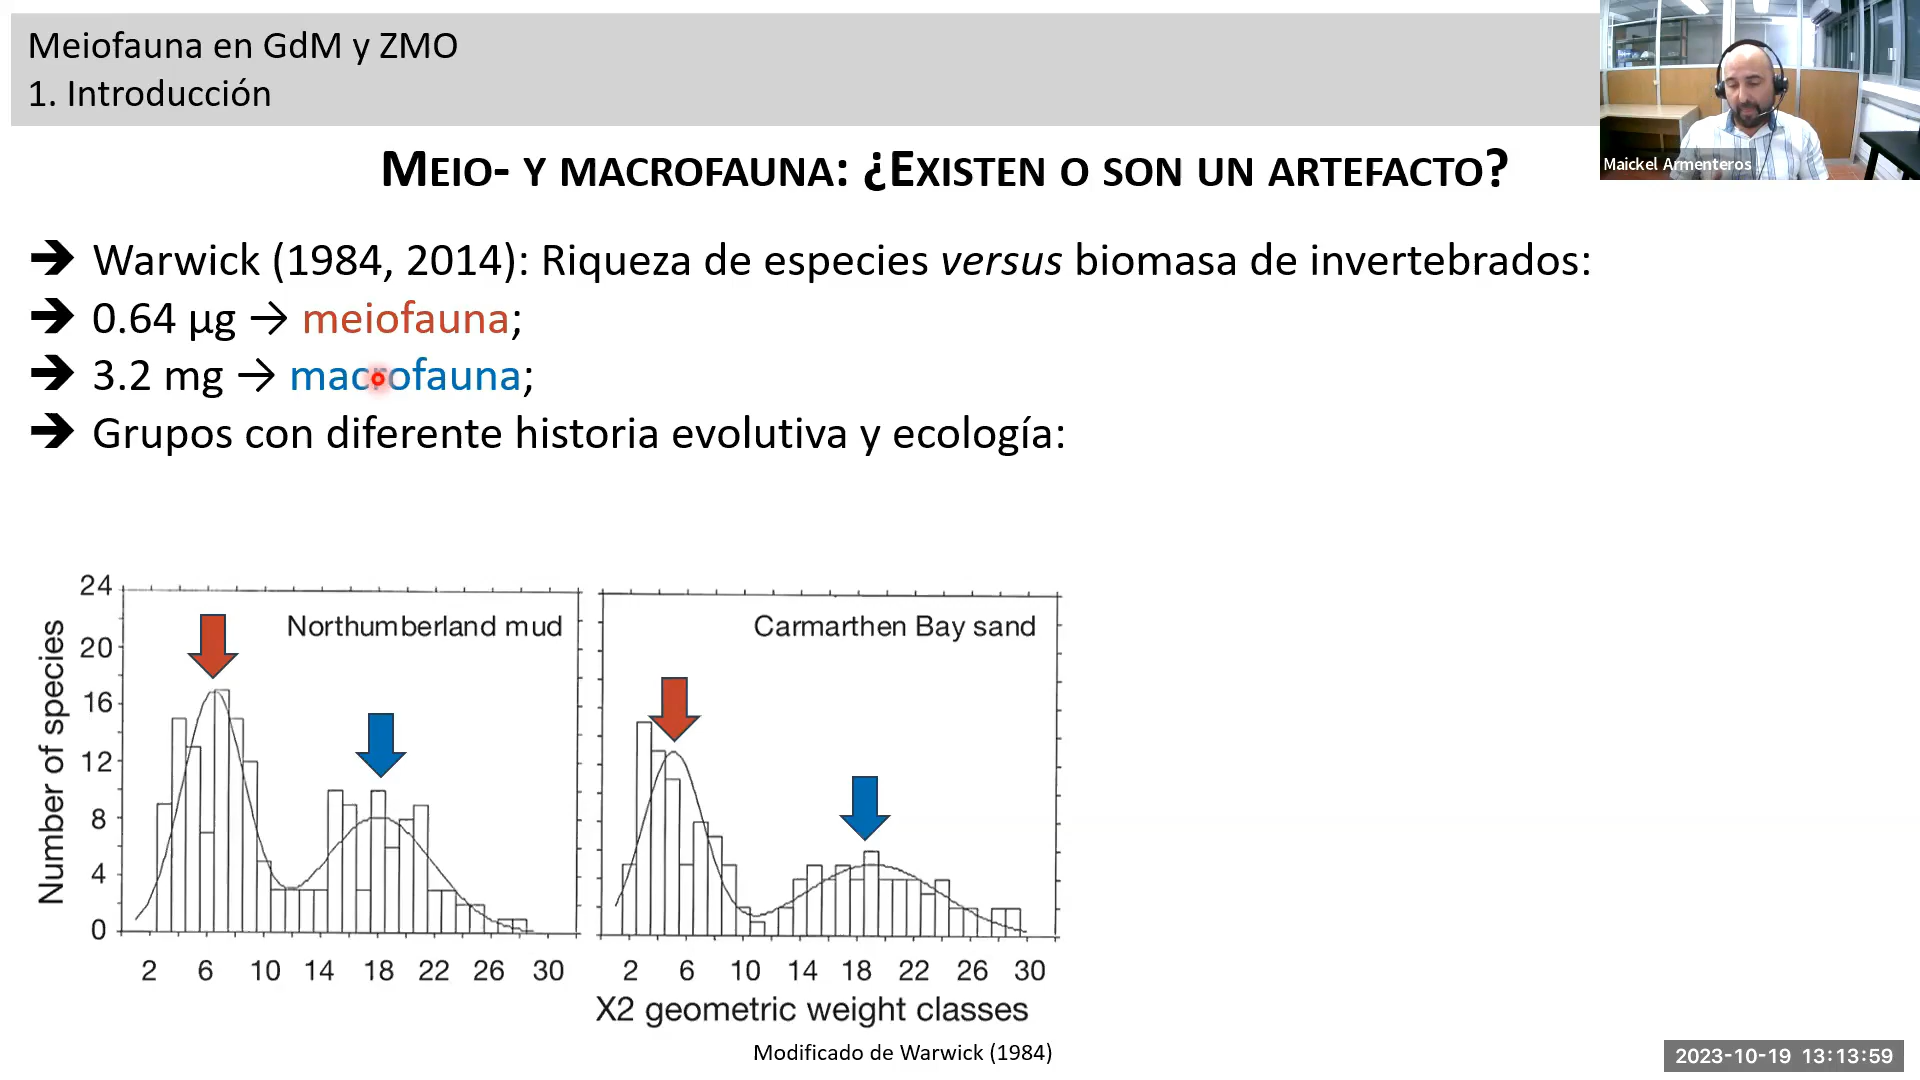 Meiofauna en GdM y ZMO
1. Introducción
Maickel Armenteros
MEIO- Y MACROFAUNA: ¿EXISTEN O SON UN ARTEFACTO?
➔ Warwick (1984, 2014): Riqueza de especies versus biomasa de invertebrados:
➔ 0.64 µg → meiofauna;
➔ 3.2 mg → macrofauna;
➔ Grupos con diferente historia evolutiva y ecología:
Number of species
24
20
16
12
8
4
0
Northumberland mud
2 6 10 14 18 22 26 30
Carmarthen Bay sand
2 6 10 14 18 22 26 30
X2 geometric weight classes
Modificado de Warwick (1984)
2023-10-19 13:13:59